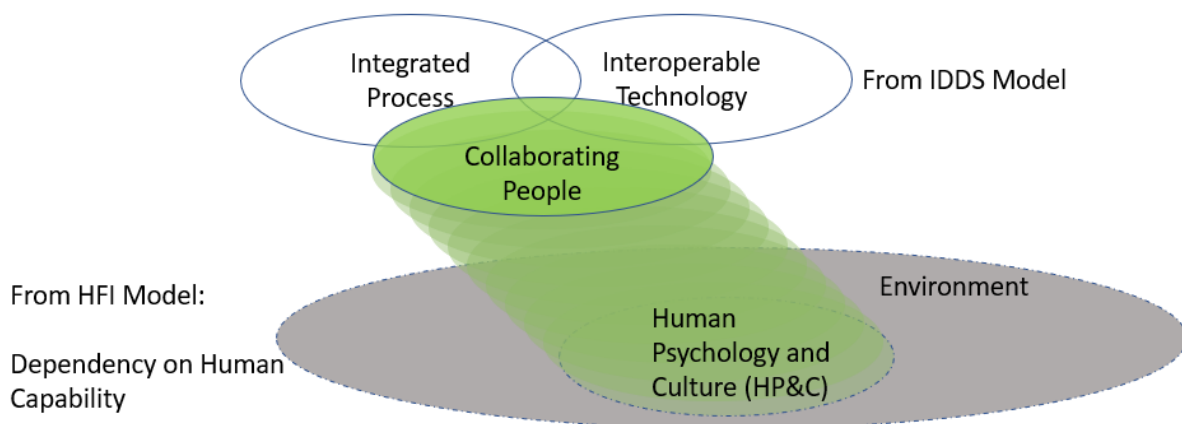 Integrated
Process
Interoperable
Technology
From IDDS Model
Collaborating
People
From HFI Model:
Dependency on Human
Capability
Environment
Human
Psychology and
Culture (HP&C)